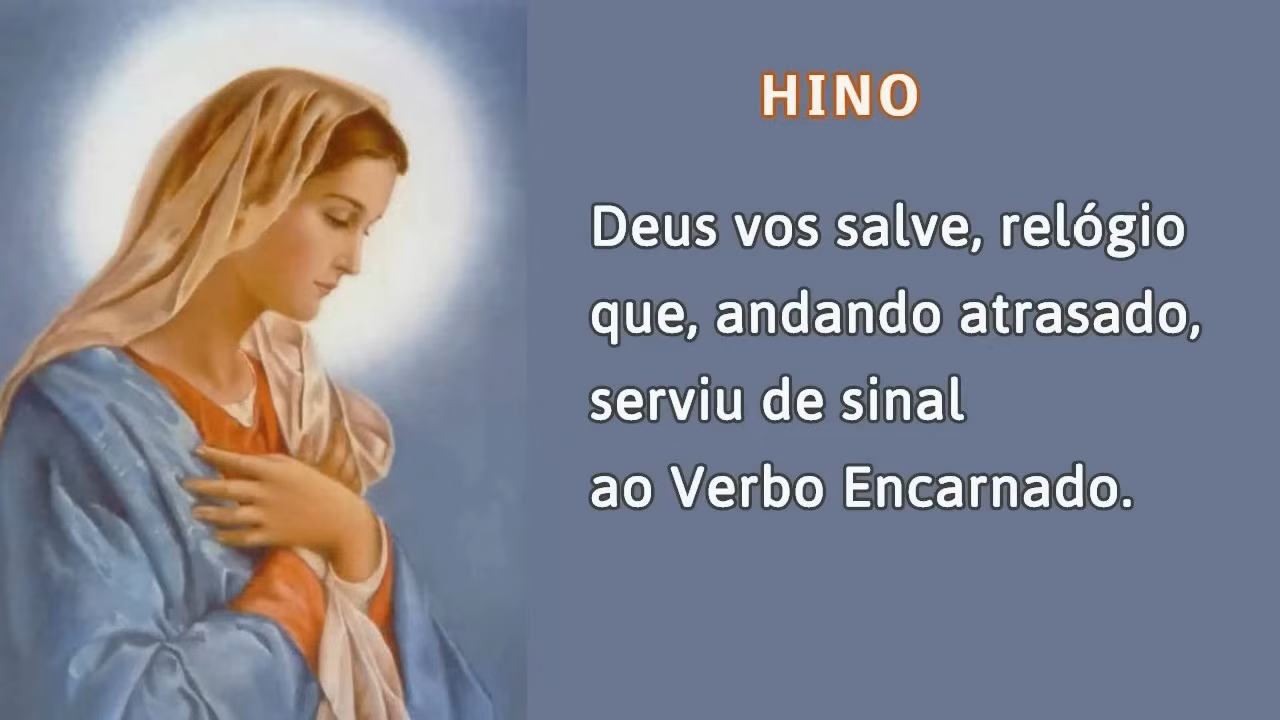 HINO
Deus vos salve, relógio
que, andando atrasado,
serviu de sinal
ao Verbo Encarnado.